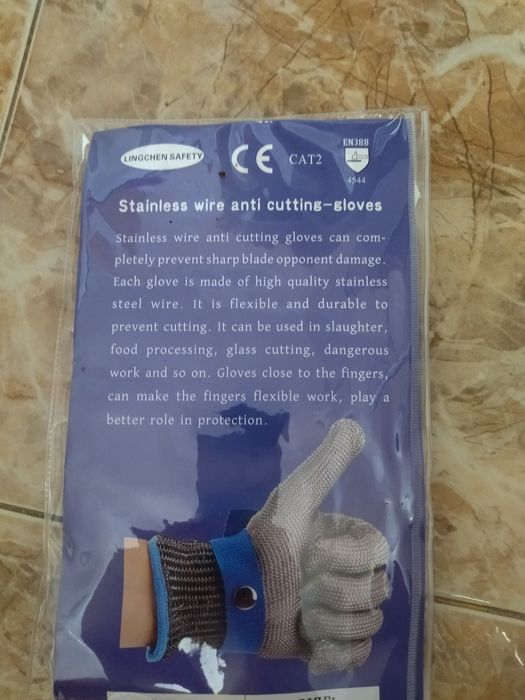 LINGCHEN SAFETY
CE
CAT2
EN388
4544
Stainless wire anti cutting-gloves
Stainless wire anti cutting gloves can com-
pletely prevent sharp blade opponent damage.
Each glove is made of high quality stainless
steel wire. It is flexible and durable to
prevent cutting. It can be used in slaughter,
food processing, glass cutting, dangerous
work and so on. Gloves close to the fingers,
can make the fingers flexible work, play a
better role in protection.